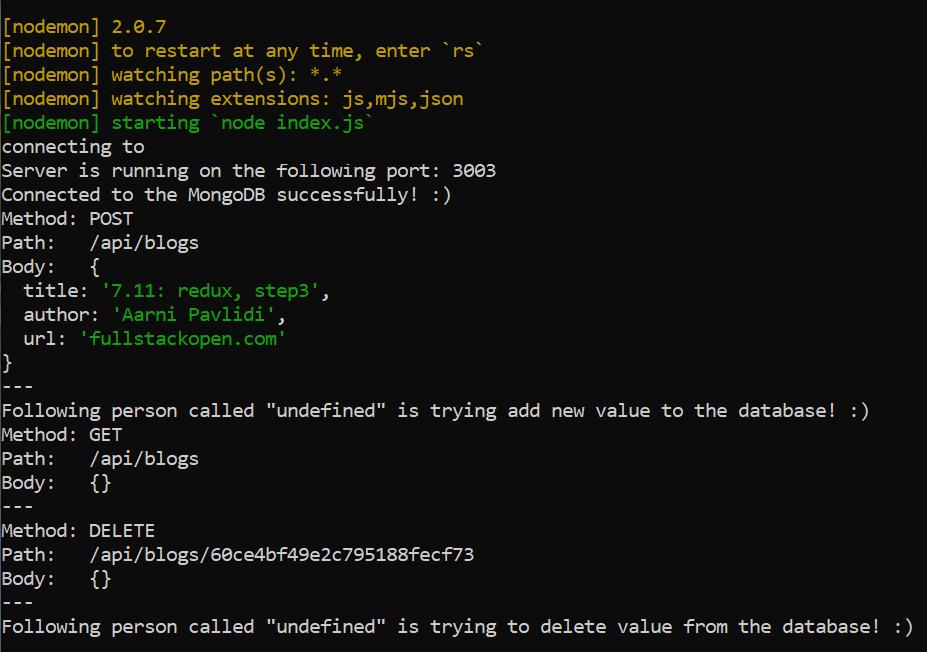 [nodemon] 2.0.7
[nodemon] to restart at any time, enter `rs`
[nodemon] watching path(s): *.*
[nodemon] watching extensions: js,mjs,json
[nodemon] starting `node index.js`
connecting to
Server is running on the following port: 3003
Connected to the MongoDB successfully! :)
Method: POST
Path:   /api/blogs
Body:   {
  title: '7.11: redux, step3',
  author: 'Aarni Pavlidi',
  url: 'fullstackopen.com'
}
---
Following person called "undefined" is trying add new value to the database! :)
Method: GET
Path:   /api/blogs
Body:   {}
---
Method: DELETE
Path:   /api/blogs/60ce4bf49e2c795188fecf73
Body:   {}
---
Following person called "undefined" is trying to delete value from the database! :)